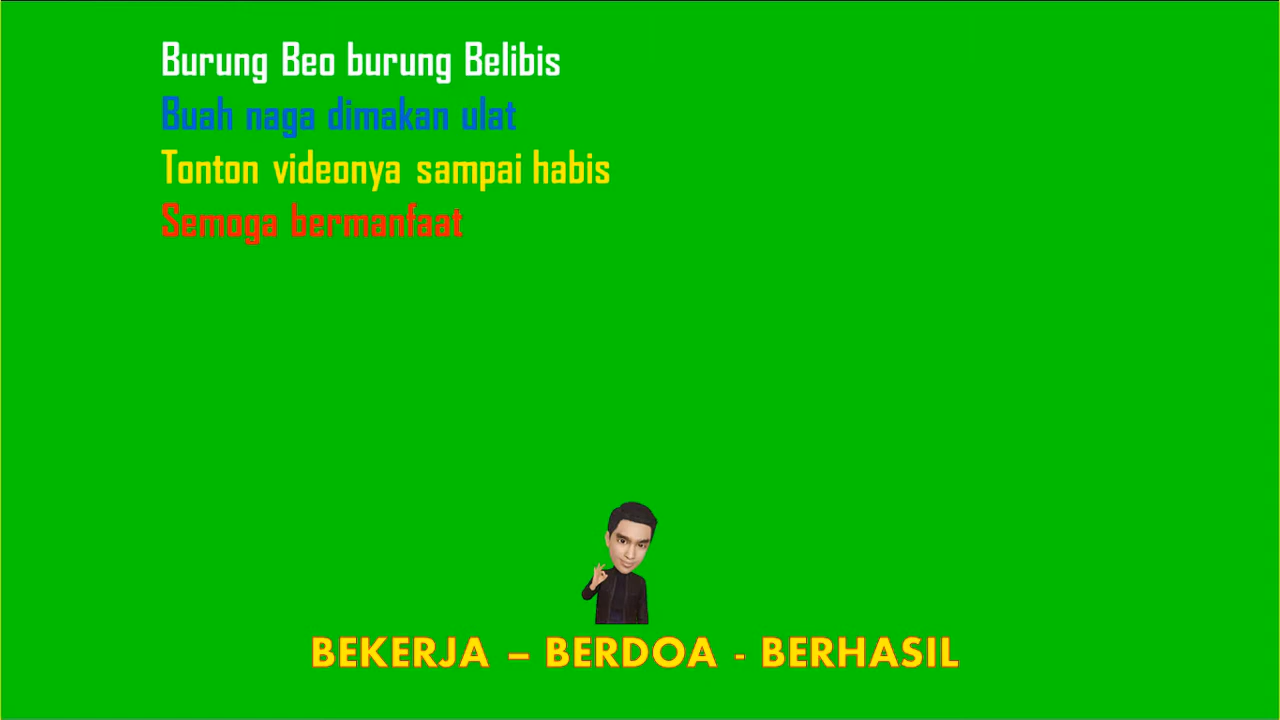 Burung Beo burung Belibis
Buah naga dimakan ulat
Tonton videonya sampai habis
Semoga bermanfaat
BEKERJA – BERDOA - BERHASIL